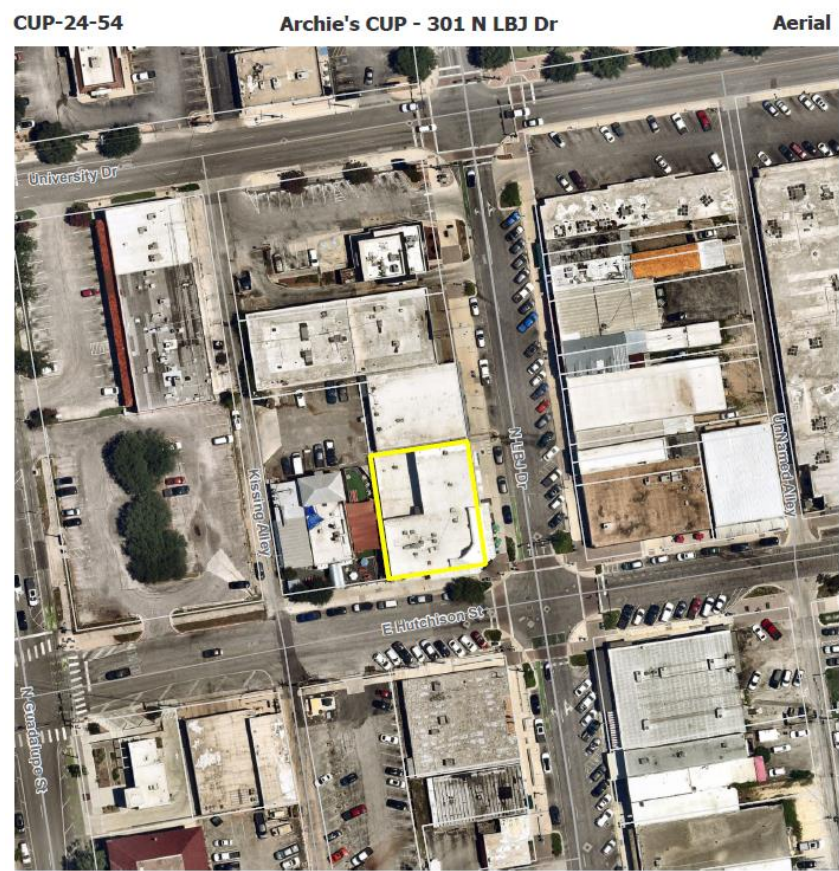 CUP-24-54
Archie's CUP - 301 N LBJ Dr
Aerial
University Dr
N LBJ Dr
Kissing Alley
UnNamed Alley
E Hutchison St
N Guadalupe St